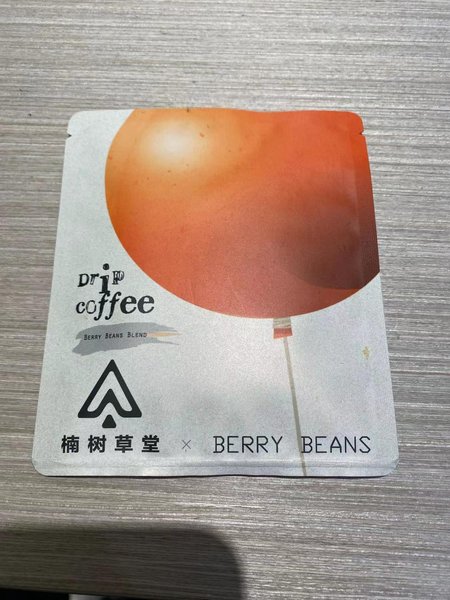 Drip
coffee
BERRY BEANS BLEND
楠树草堂 × BERRY BEANS